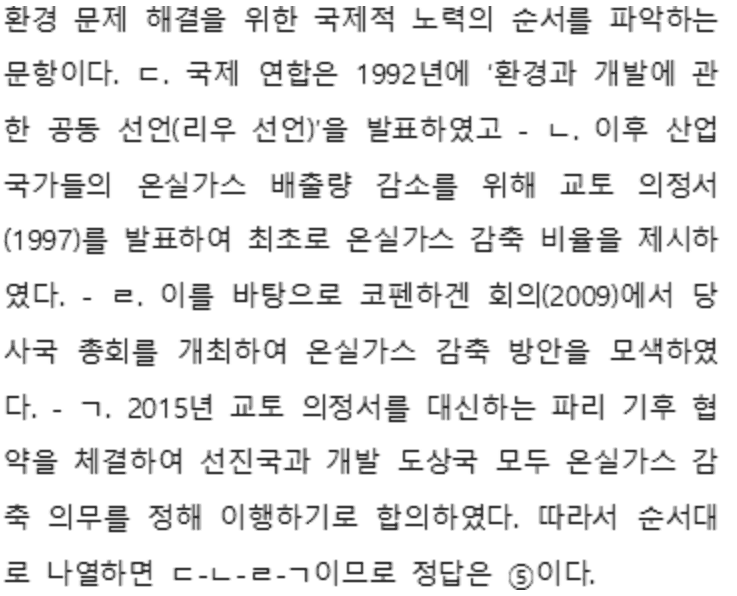 환경 문제 해결을 위한 국제적 노력의 순서를 파악하는
문항이다. ㄷ. 국제 연합은 1992년에 '환경과 개발에 관
한 공동 선언(리우 선언)'을 발표하였고 - ㄴ. 이후 산업
국가들의 온실가스 배출량 감소를 위해 교토 의정서
(1997)를 발표하여 최초로 온실가스 감축 비율을 제시하
였다. - ㄹ. 이를 바탕으로 코펜하겐 회의(2009)에서 당
사국 총회를 개최하여 온실가스 감축 방안을 모색하였
다. - ㄱ. 2015년 교토 의정서를 대신하는 파리 기후 협
약을 체결하여 선진국과 개발 도상국 모두 온실가스 감
축 의무를 정해 이행하기로 합의하였다. 따라서 순서대
로 나열하면 ㄷ-ㄴ-ㄹ-ㄱ이므로 정답은 ⑤이다.